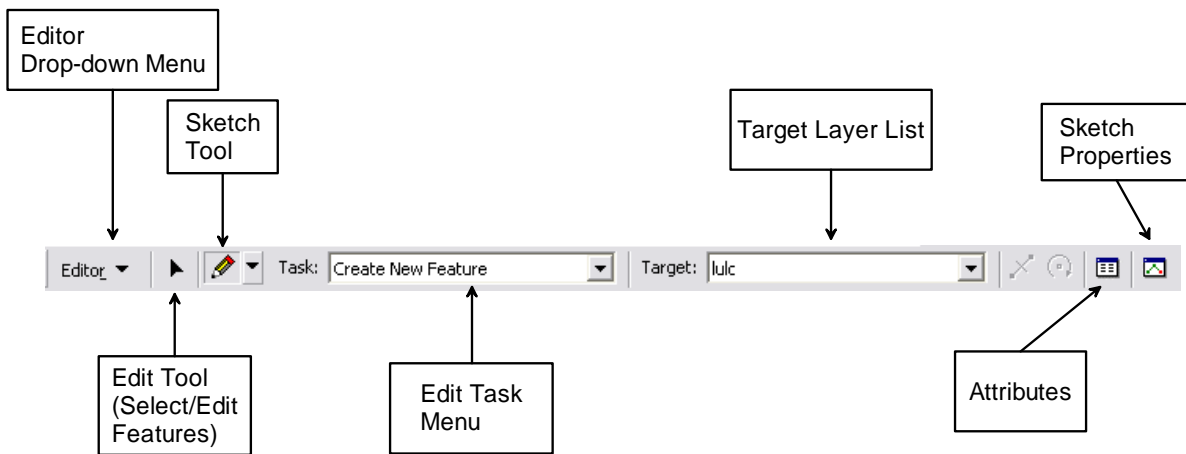 Editor
Drop-down Menu
Sketch
Tool
Target Layer List
Sketch
Properties
Editor
Task:
Create New Feature
Target:
lulc
Edit Tool
(Select/Edit
Features)
Edit Task
Menu
Attributes